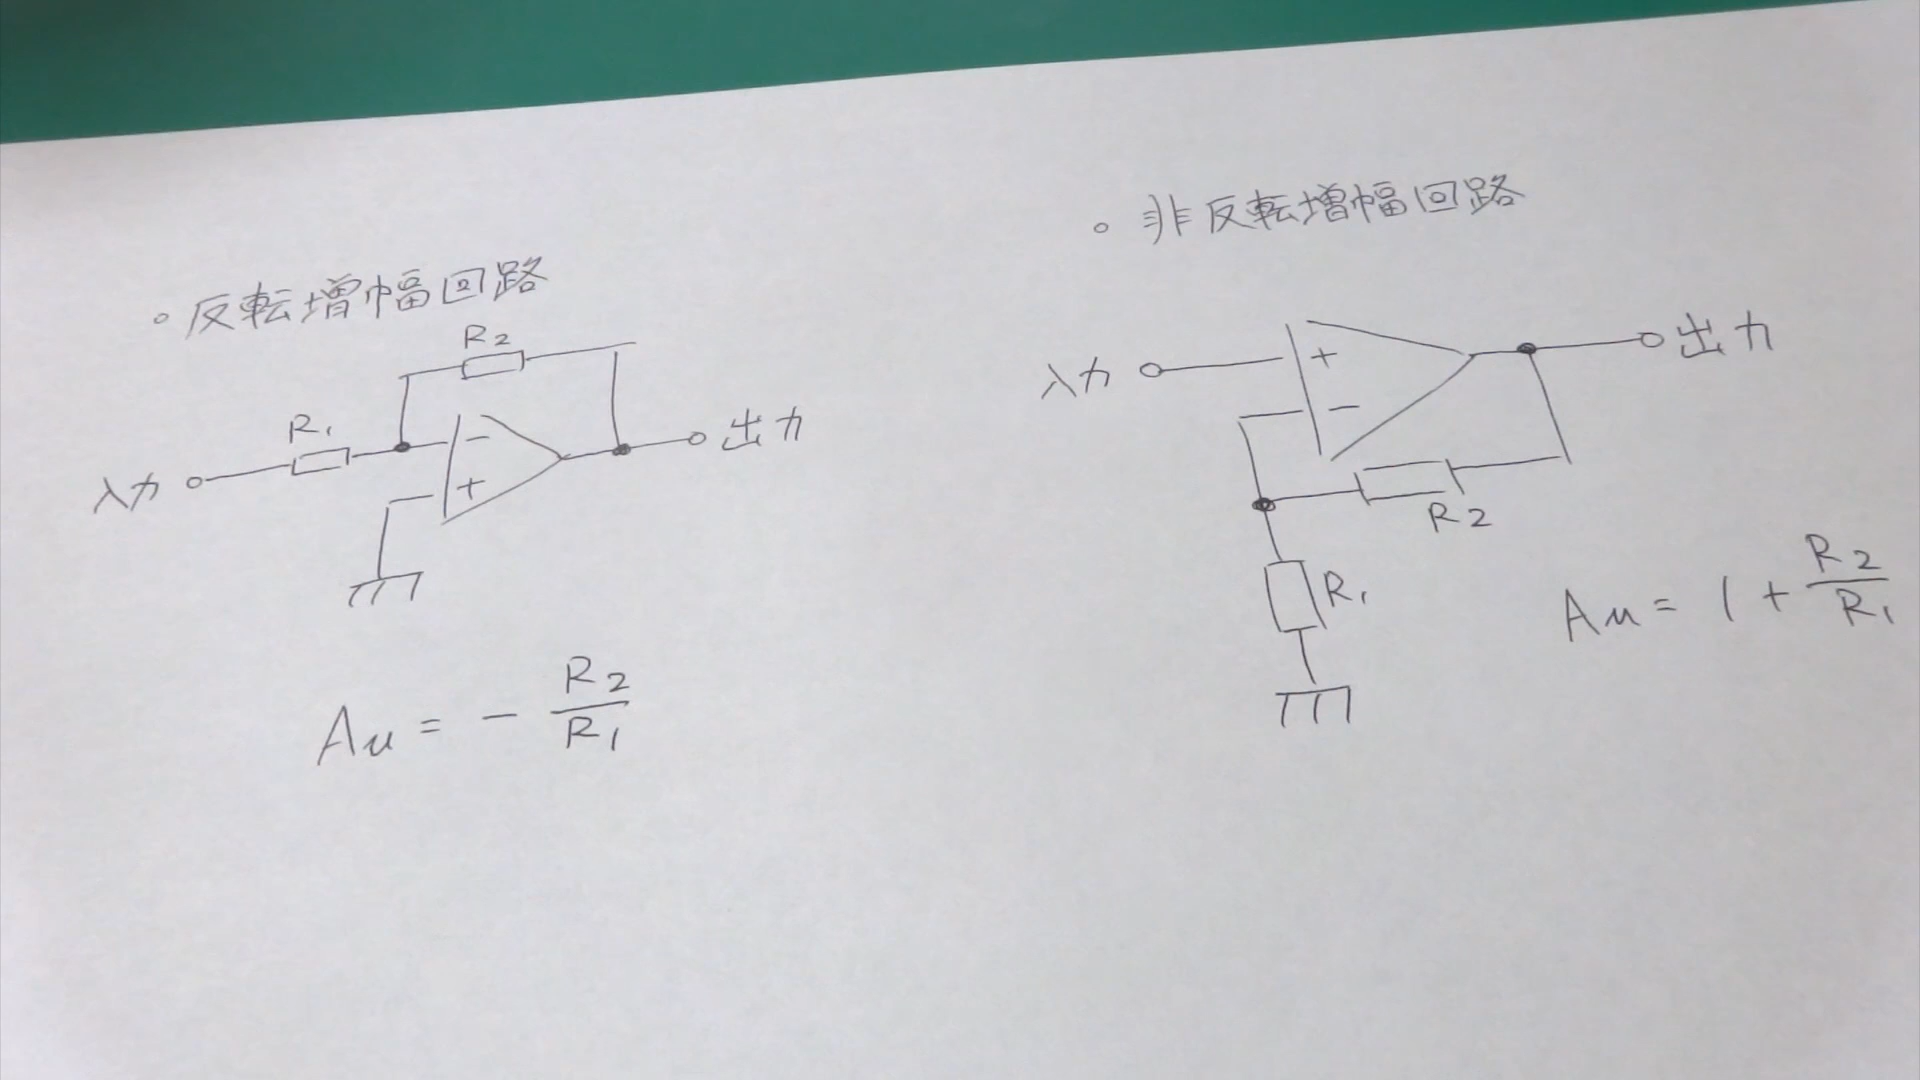 。反転増幅回路
R2
R1
入力
出力
-
+
Au = - R2/R1
。非反転増幅回路
入力
出力
+
-
R2
R1
Au = 1 + R2/R1